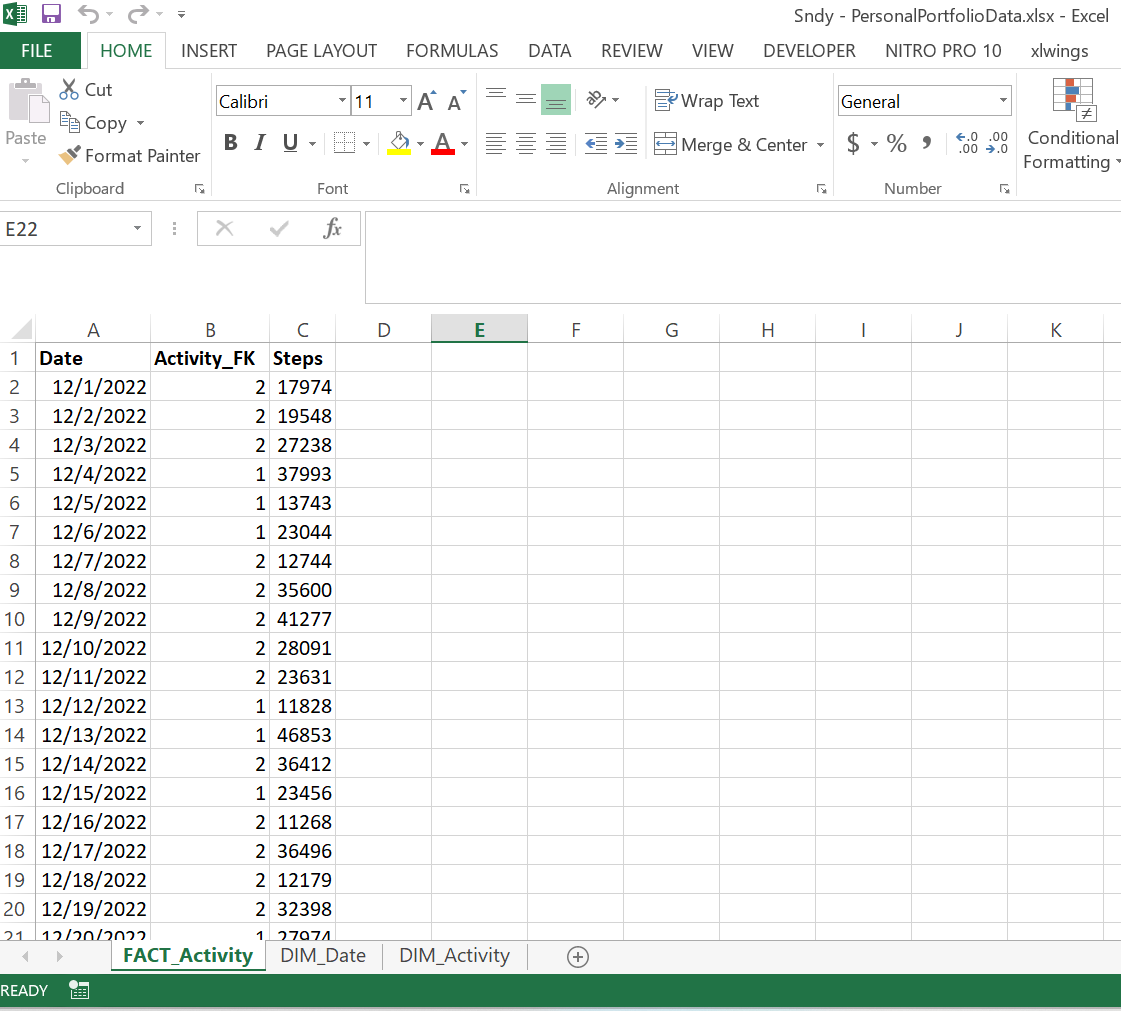 Sndy - PersonalPortfolioData.xlsx - Excel
FILE HOME INSERT PAGE LAYOUT FORMULAS DATA REVIEW VIEW DEVELOPER NITRO PRO 10 xlwings
Paste
Cut
Copy
Format Painter
Clipboard
Calibri 11 A A
B I U A
Font
Wrap Text
Merge & Center
Alignment
General
$ % , .0 .00 .00 .0
Number
Conditional
Formatting
E22 fx
A B C D E F G H I J K
1 Date Activity_FK Steps
2 12/1/2022 2 17974
3 12/2/2022 2 19548
4 12/3/2022 2 27238
5 12/4/2022 1 37993
6 12/5/2022 1 13743
7 12/6/2022 1 23044
8 12/7/2022 2 12744
9 12/8/2022 2 35600
10 12/9/2022 2 41277
11 12/10/2022 2 28091
12 12/11/2022 2 23631
13 12/12/2022 1 11828
14 12/13/2022 1 46853
15 12/14/2022 2 36412
16 12/15/2022 1 23456
17 12/16/2022 2 11268
18 12/17/2022 2 36496
19 12/18/2022 2 12179
20 12/19/2022 2 32398
21 12/20/2022 1 27974
FACT_Activity DIM_Date DIM_Activity
READY